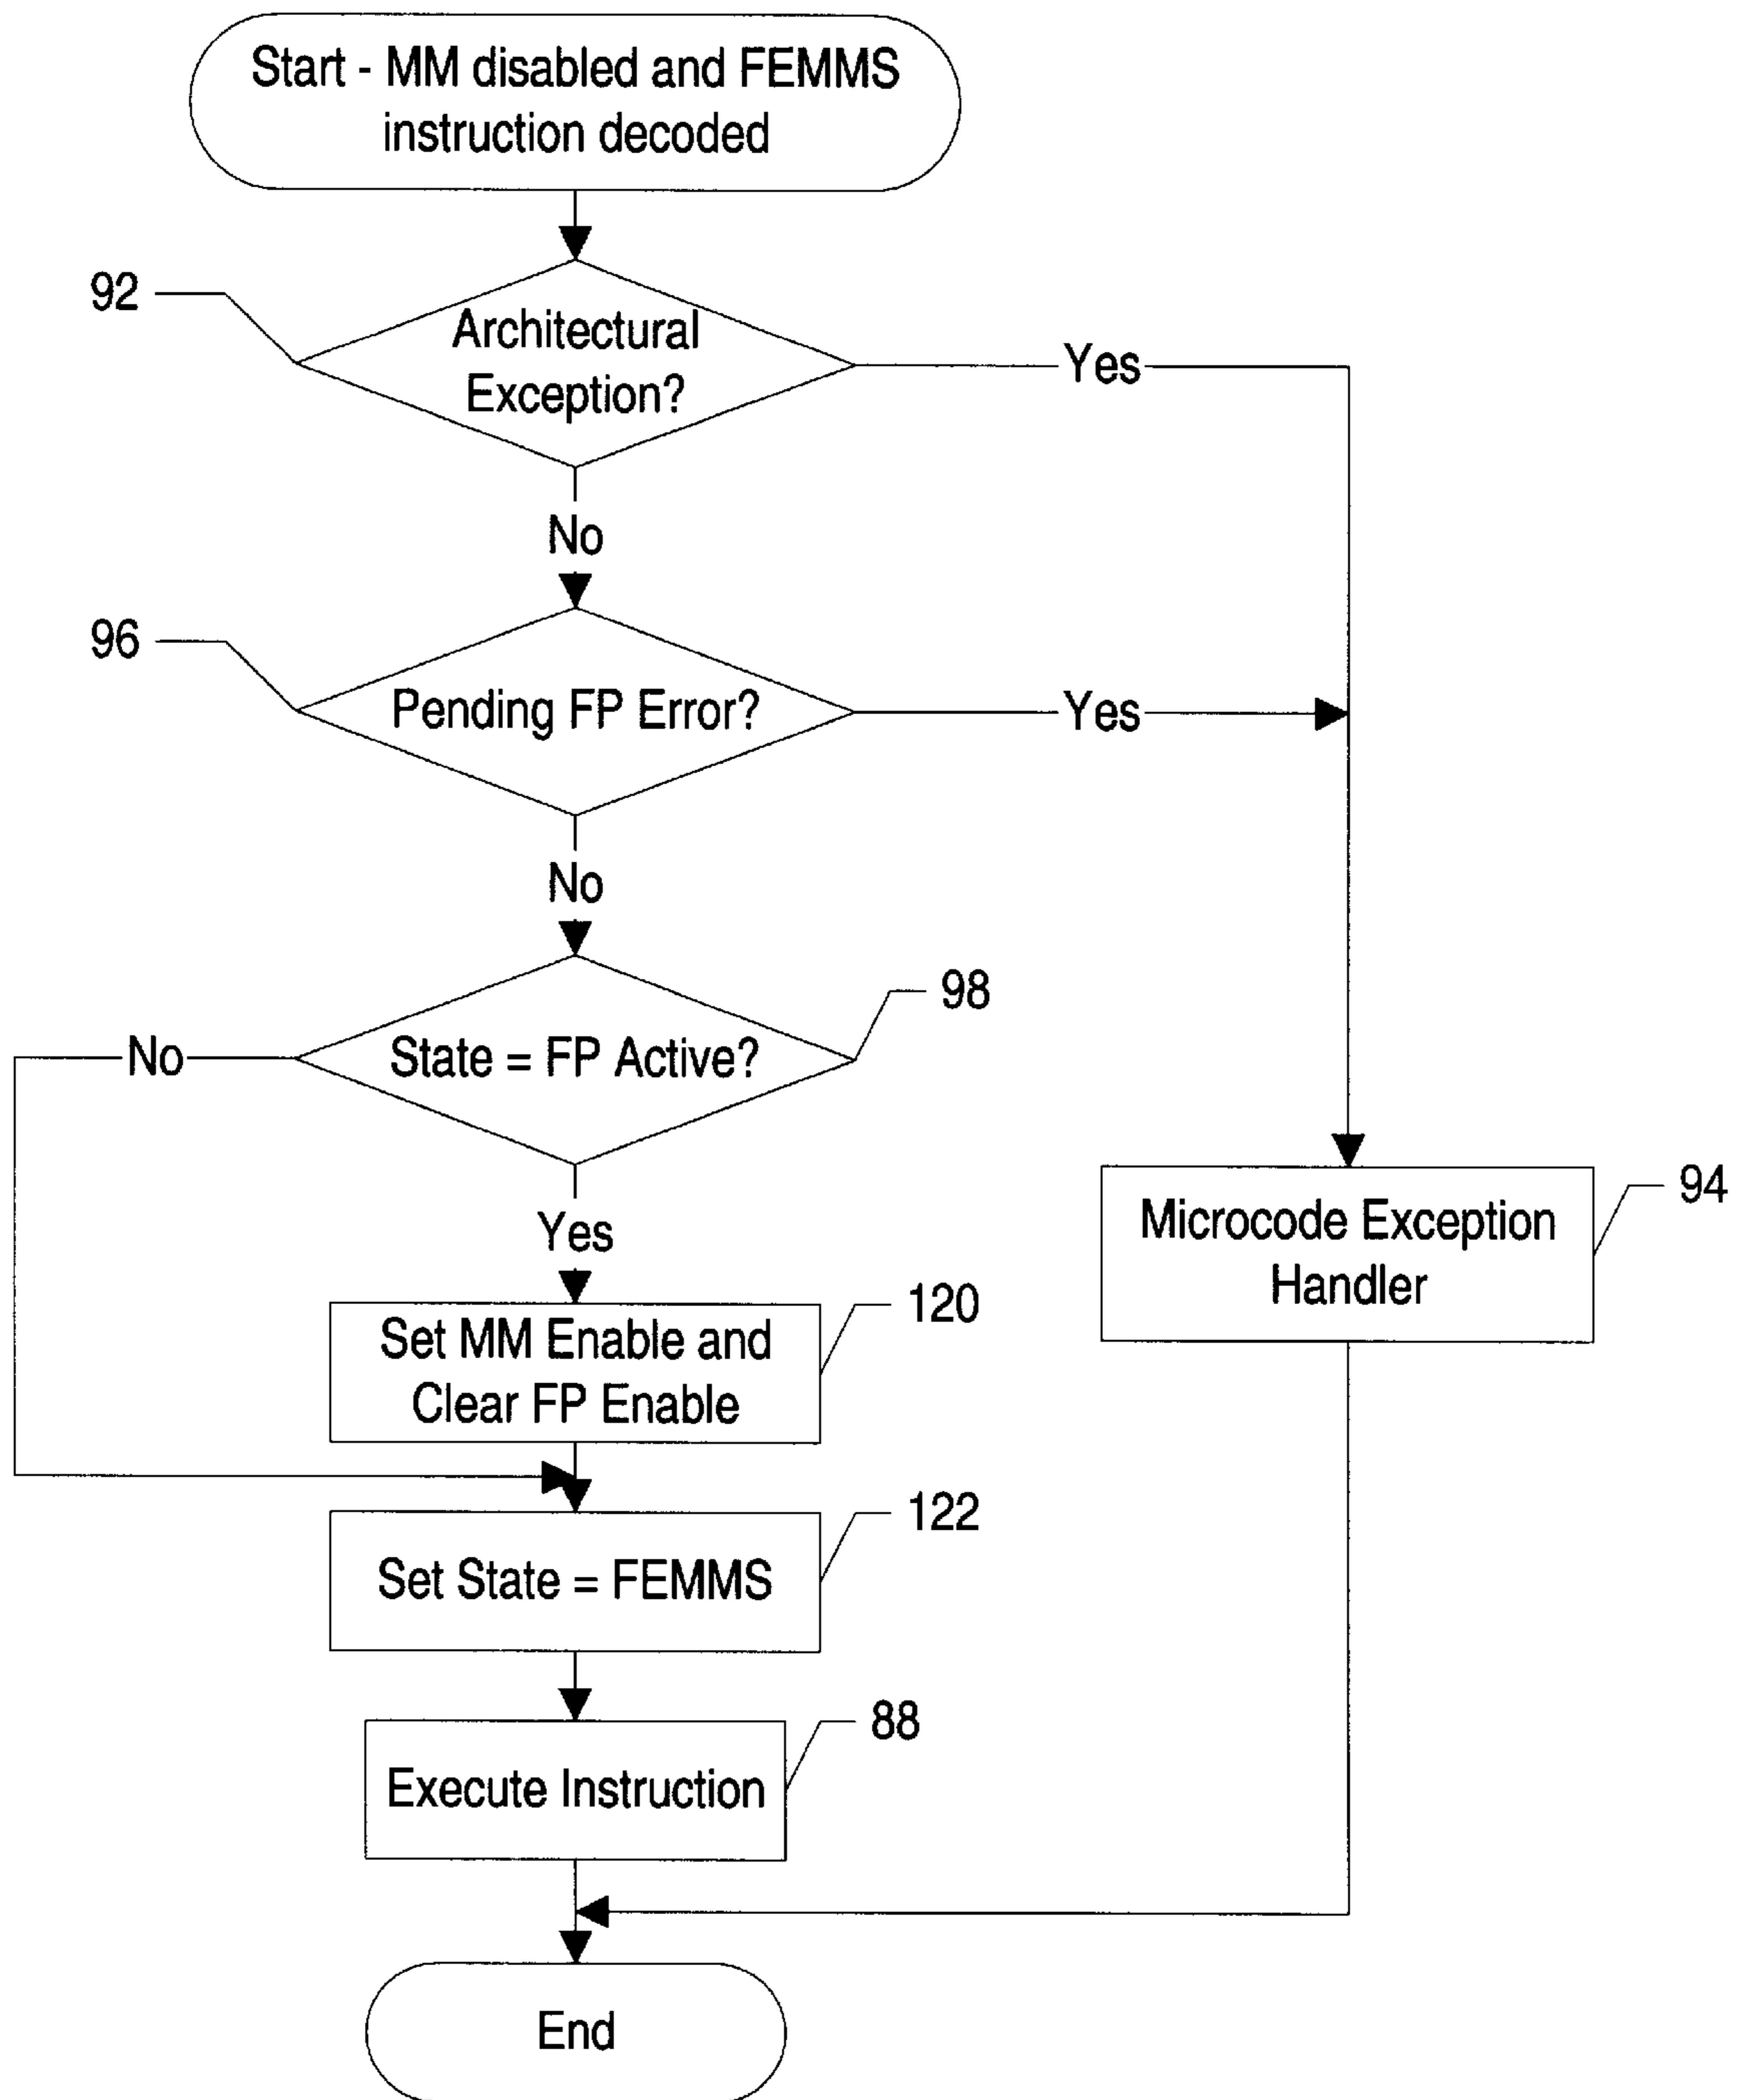 Start - MM disabled and FEMMS
instruction decoded
92
Architectural
Exception?
Yes
No
96
Pending FP Error?
Yes
No
98
No
State = FP Active?
Yes
94
Microcode Exception
Handler
120
Set MM Enable and
Clear FP Enable
122
Set State = FEMMS
88
Execute Instruction
End